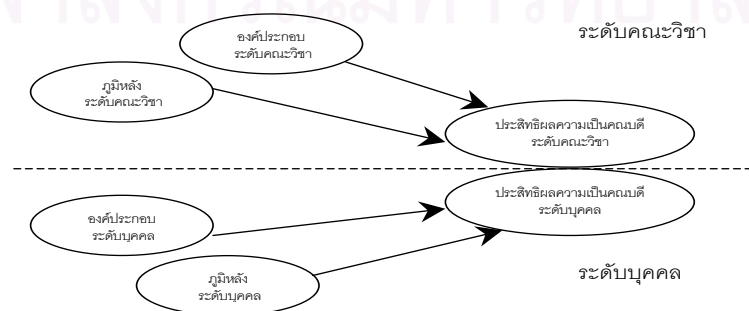 องค์ประกอบ
ระดับคณะวิชา
ระดับคณะวิชา
ภูมิหลัง
ระดับคณะวิชา
ประสิทธิผลความเป็นคณบดี
ระดับคณะวิชา
ประสิทธิผลความเป็นคณบดี
ระดับบุคคล
องค์ประกอบ
ระดับบุคคล
ภูมิหลัง
ระดับบุคคล
ระดับบุคคล